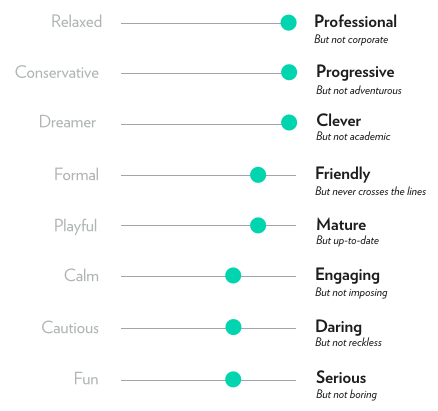 Relaxed
Professional
But not corporate
Conservative
Progressive
But not adventurous
Dreamer
Clever
But not academic
Formal
Friendly
But never crosses the lines
Playful
Mature
But up-to-date
Calm
Engaging
But not imposing
Cautious
Daring
But not reckless
Fun
Serious
But not boring